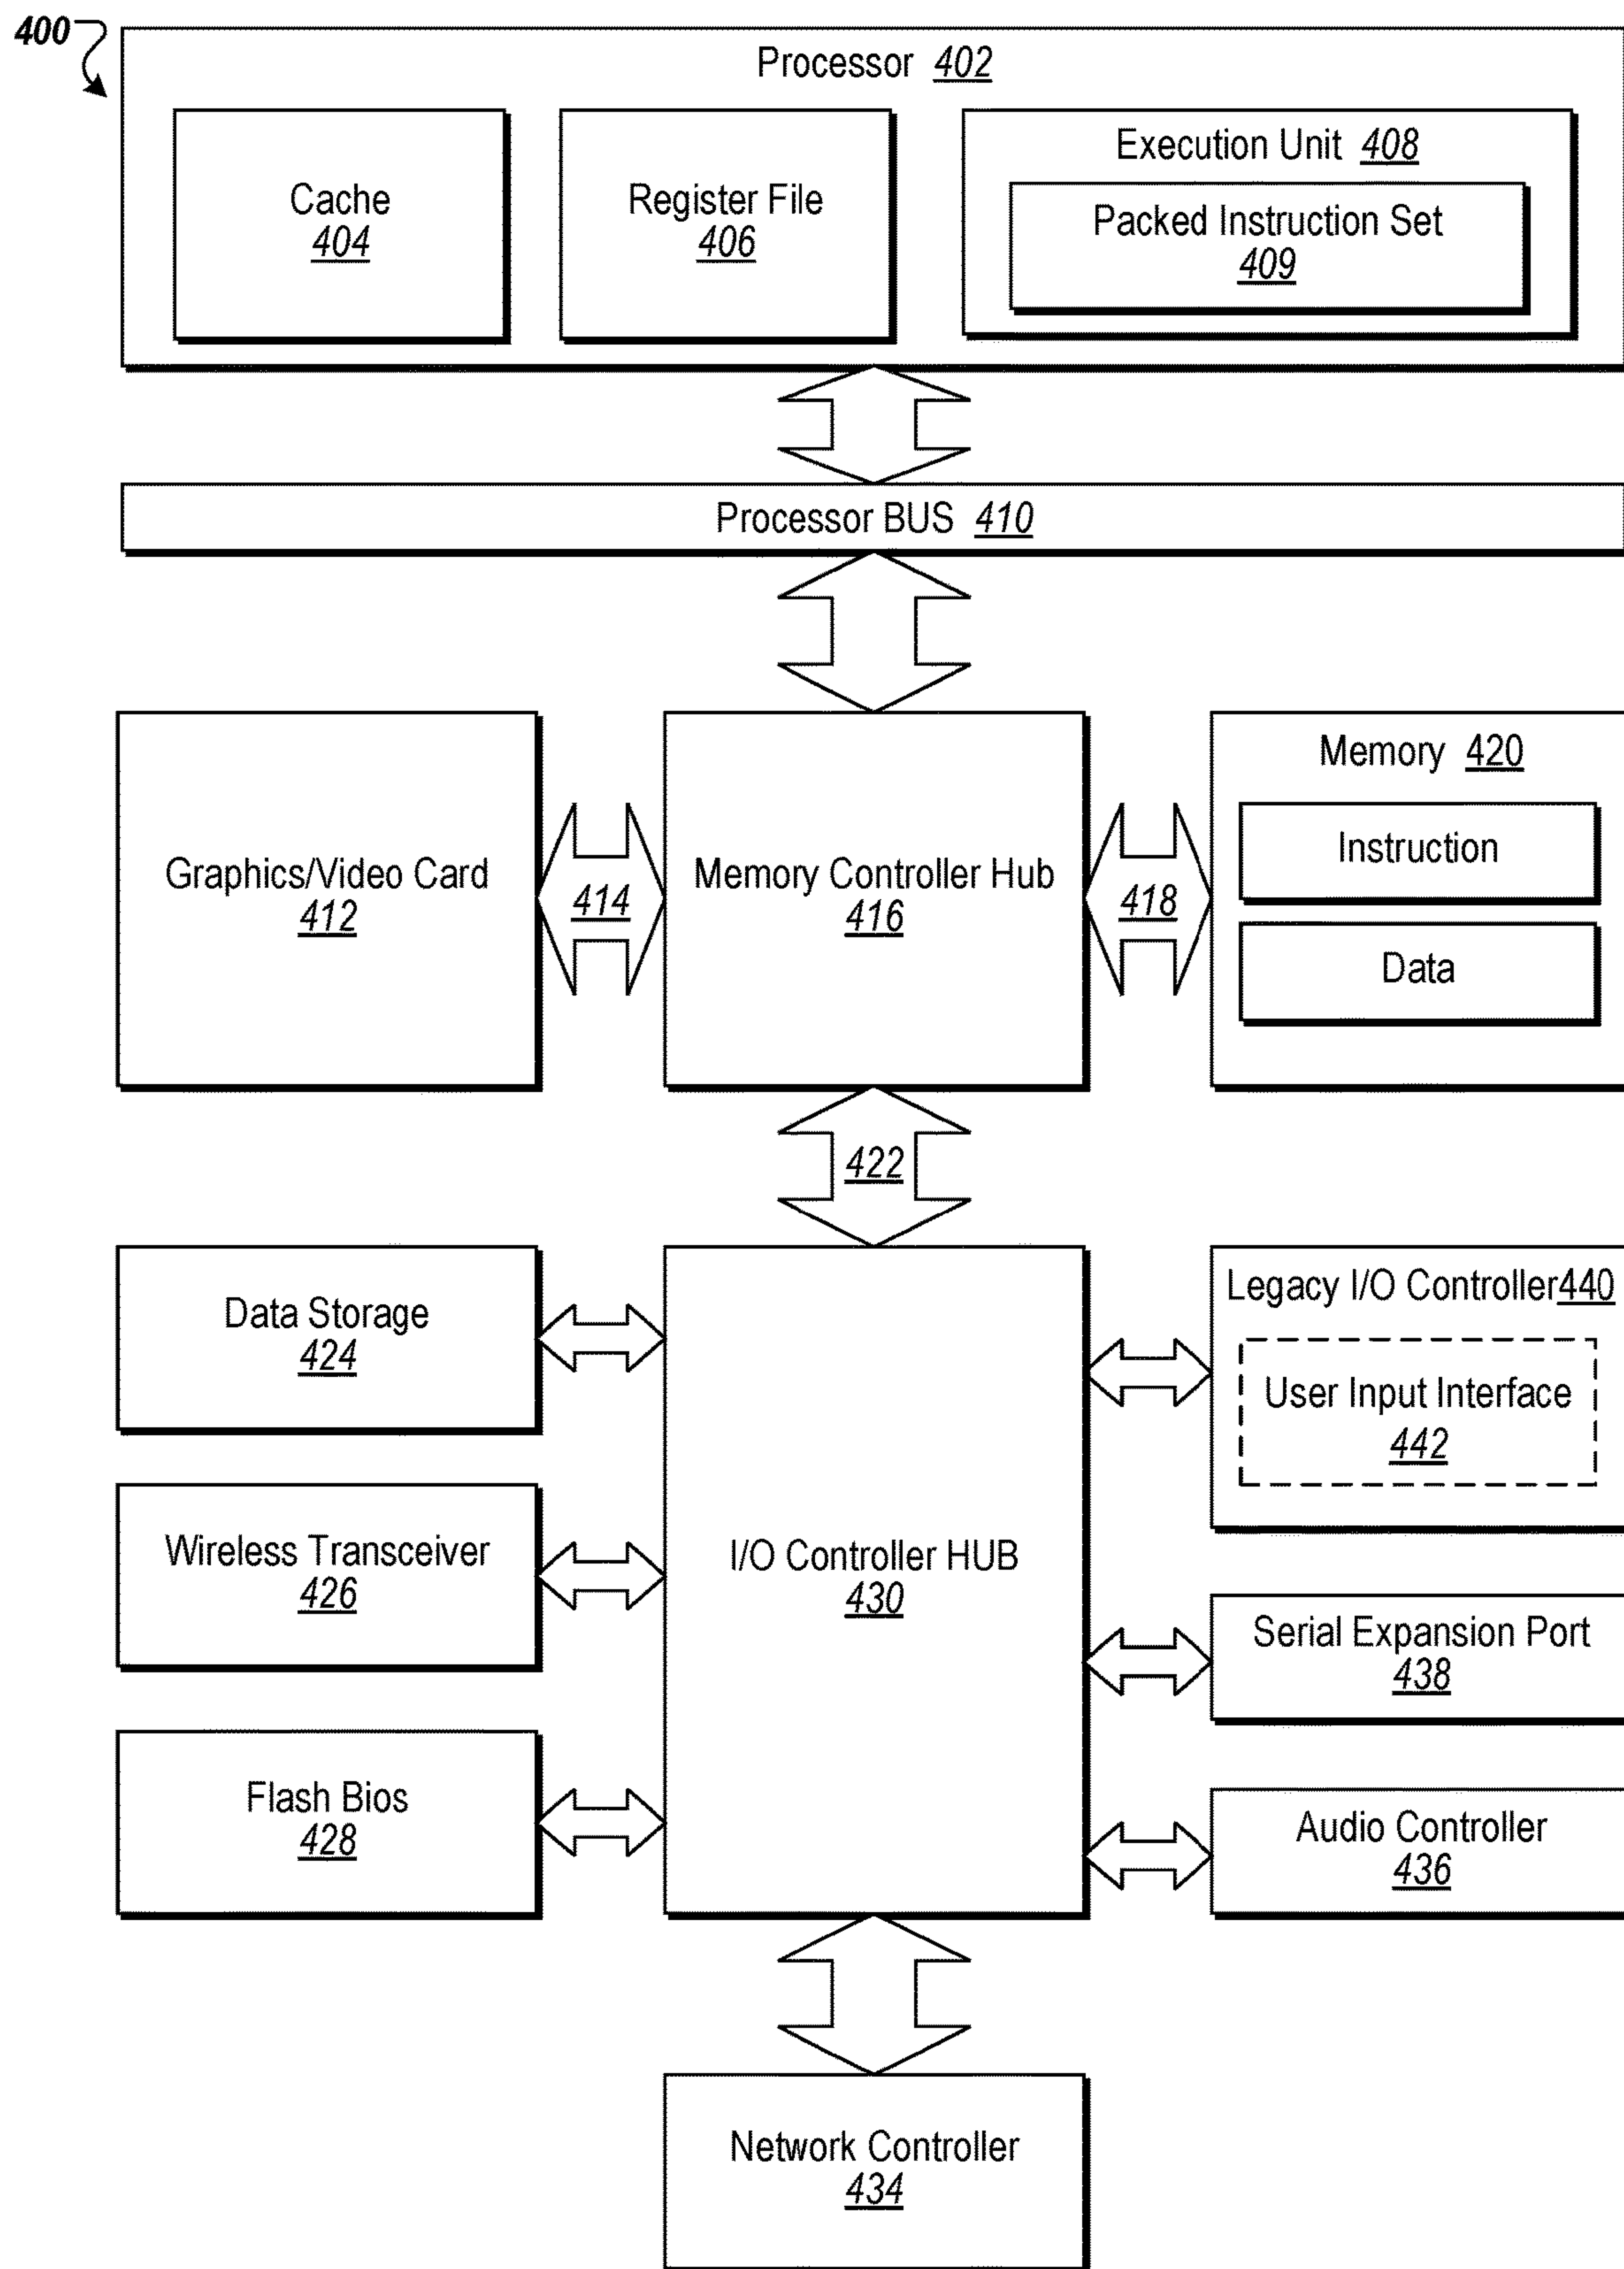 400
Processor 402
Cache
404
Register File
406
Execution Unit 408
Packed Instruction Set
409
Processor BUS 410
Graphics/Video Card
412
414
Memory Controller Hub
416
418
Memory 420
Instruction
Data
422
Data Storage
424
Wireless Transceiver
426
Flash Bios
428
I/O Controller HUB
430
Legacy I/O Controller440
User Input Interface
442
Serial Expansion Port
438
Audio Controller
436
Network Controller
434